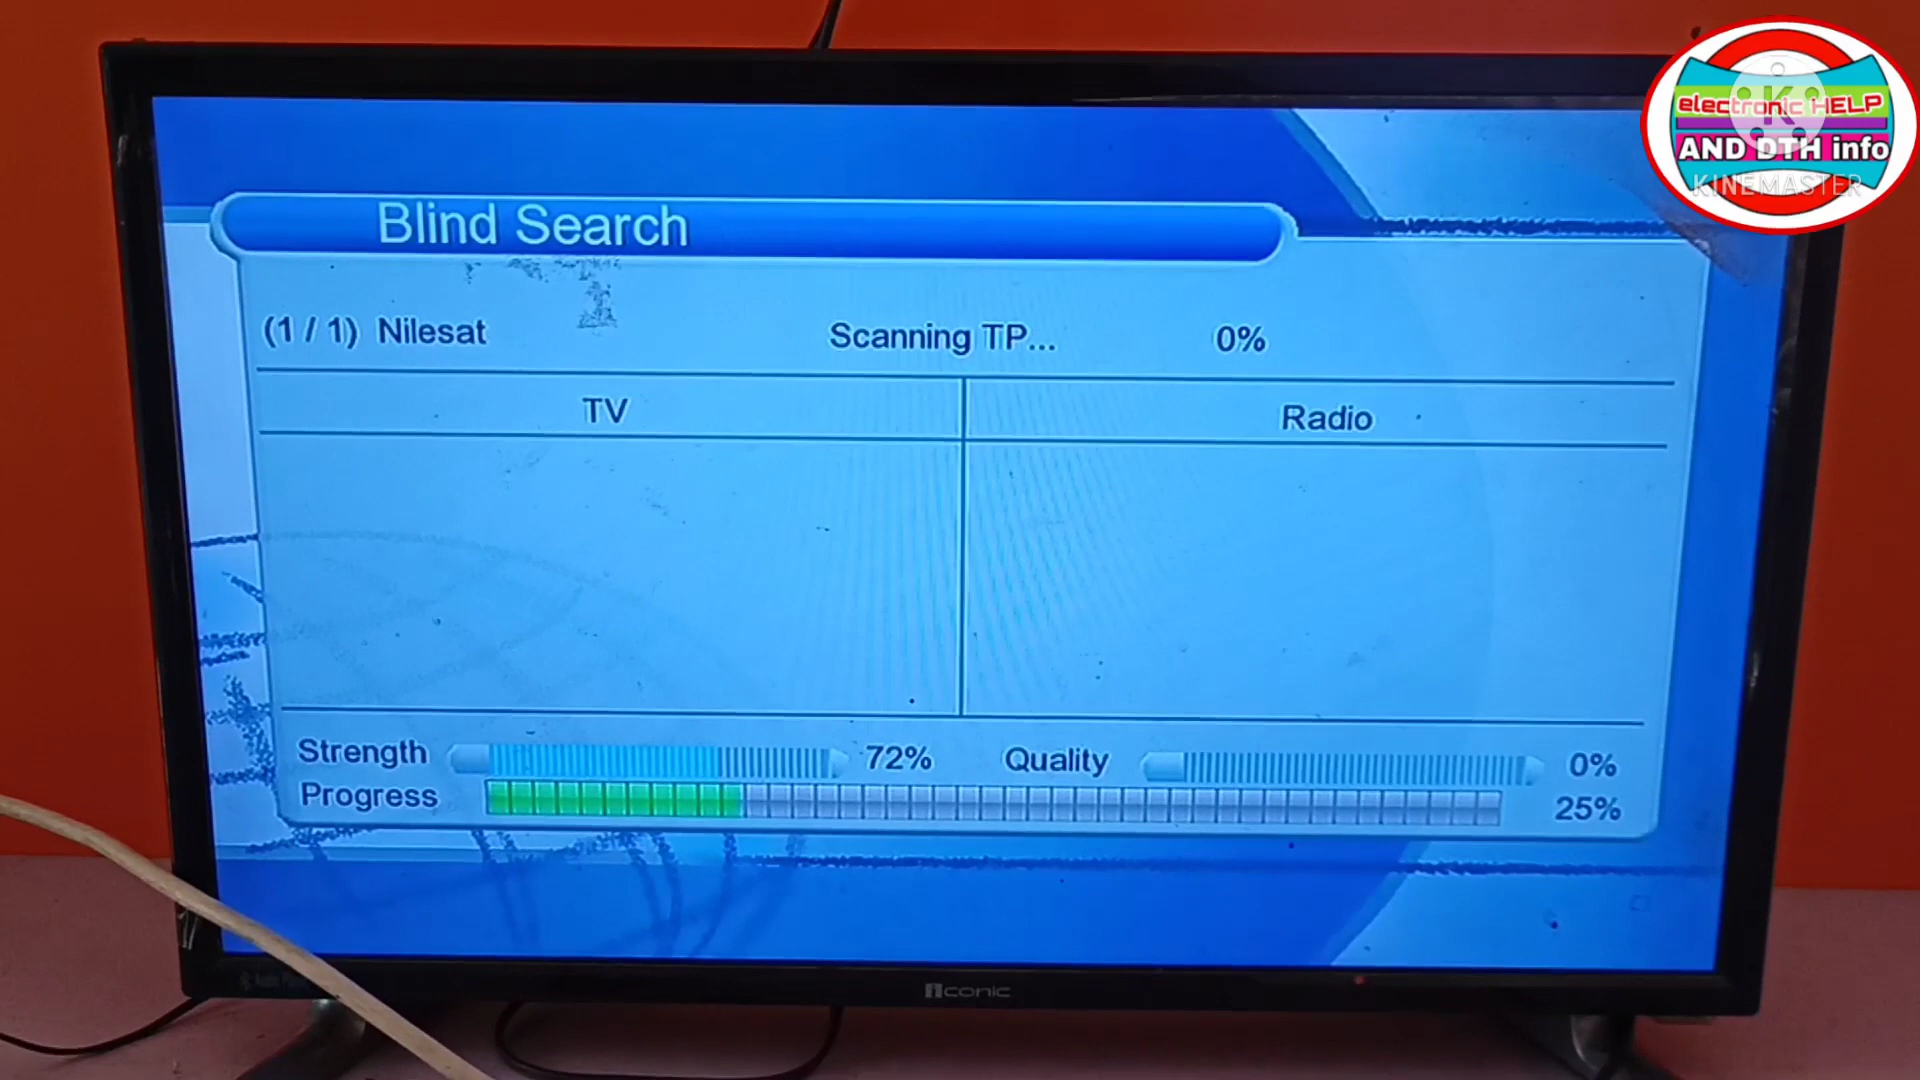 electronic HELP
AND DTH info
KINEMASTER
Blind Search
(1 / 1) Nilesat Scanning TP... 0%
TV Radio
Strength 72% Quality 0%
Progress 25%
iconic